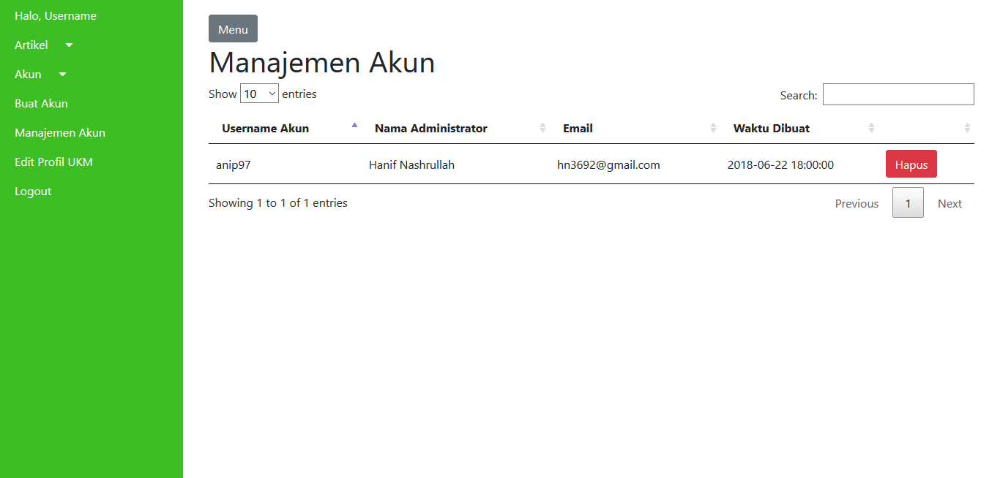 Halo, Username
Artikel
Akun
Buat Akun
Manajemen Akun
Edit Profil UKM
Logout
Menu
Manajemen Akun
Show 10 entries
Search:
Username Akun Nama Administrator Email Waktu Dibuat
anip97 Hanif Nashrullah hn3692@gmail.com 2018-06-22 18:00:00 Hapus
Showing 1 to 1 of 1 entries
Previous 1 Next